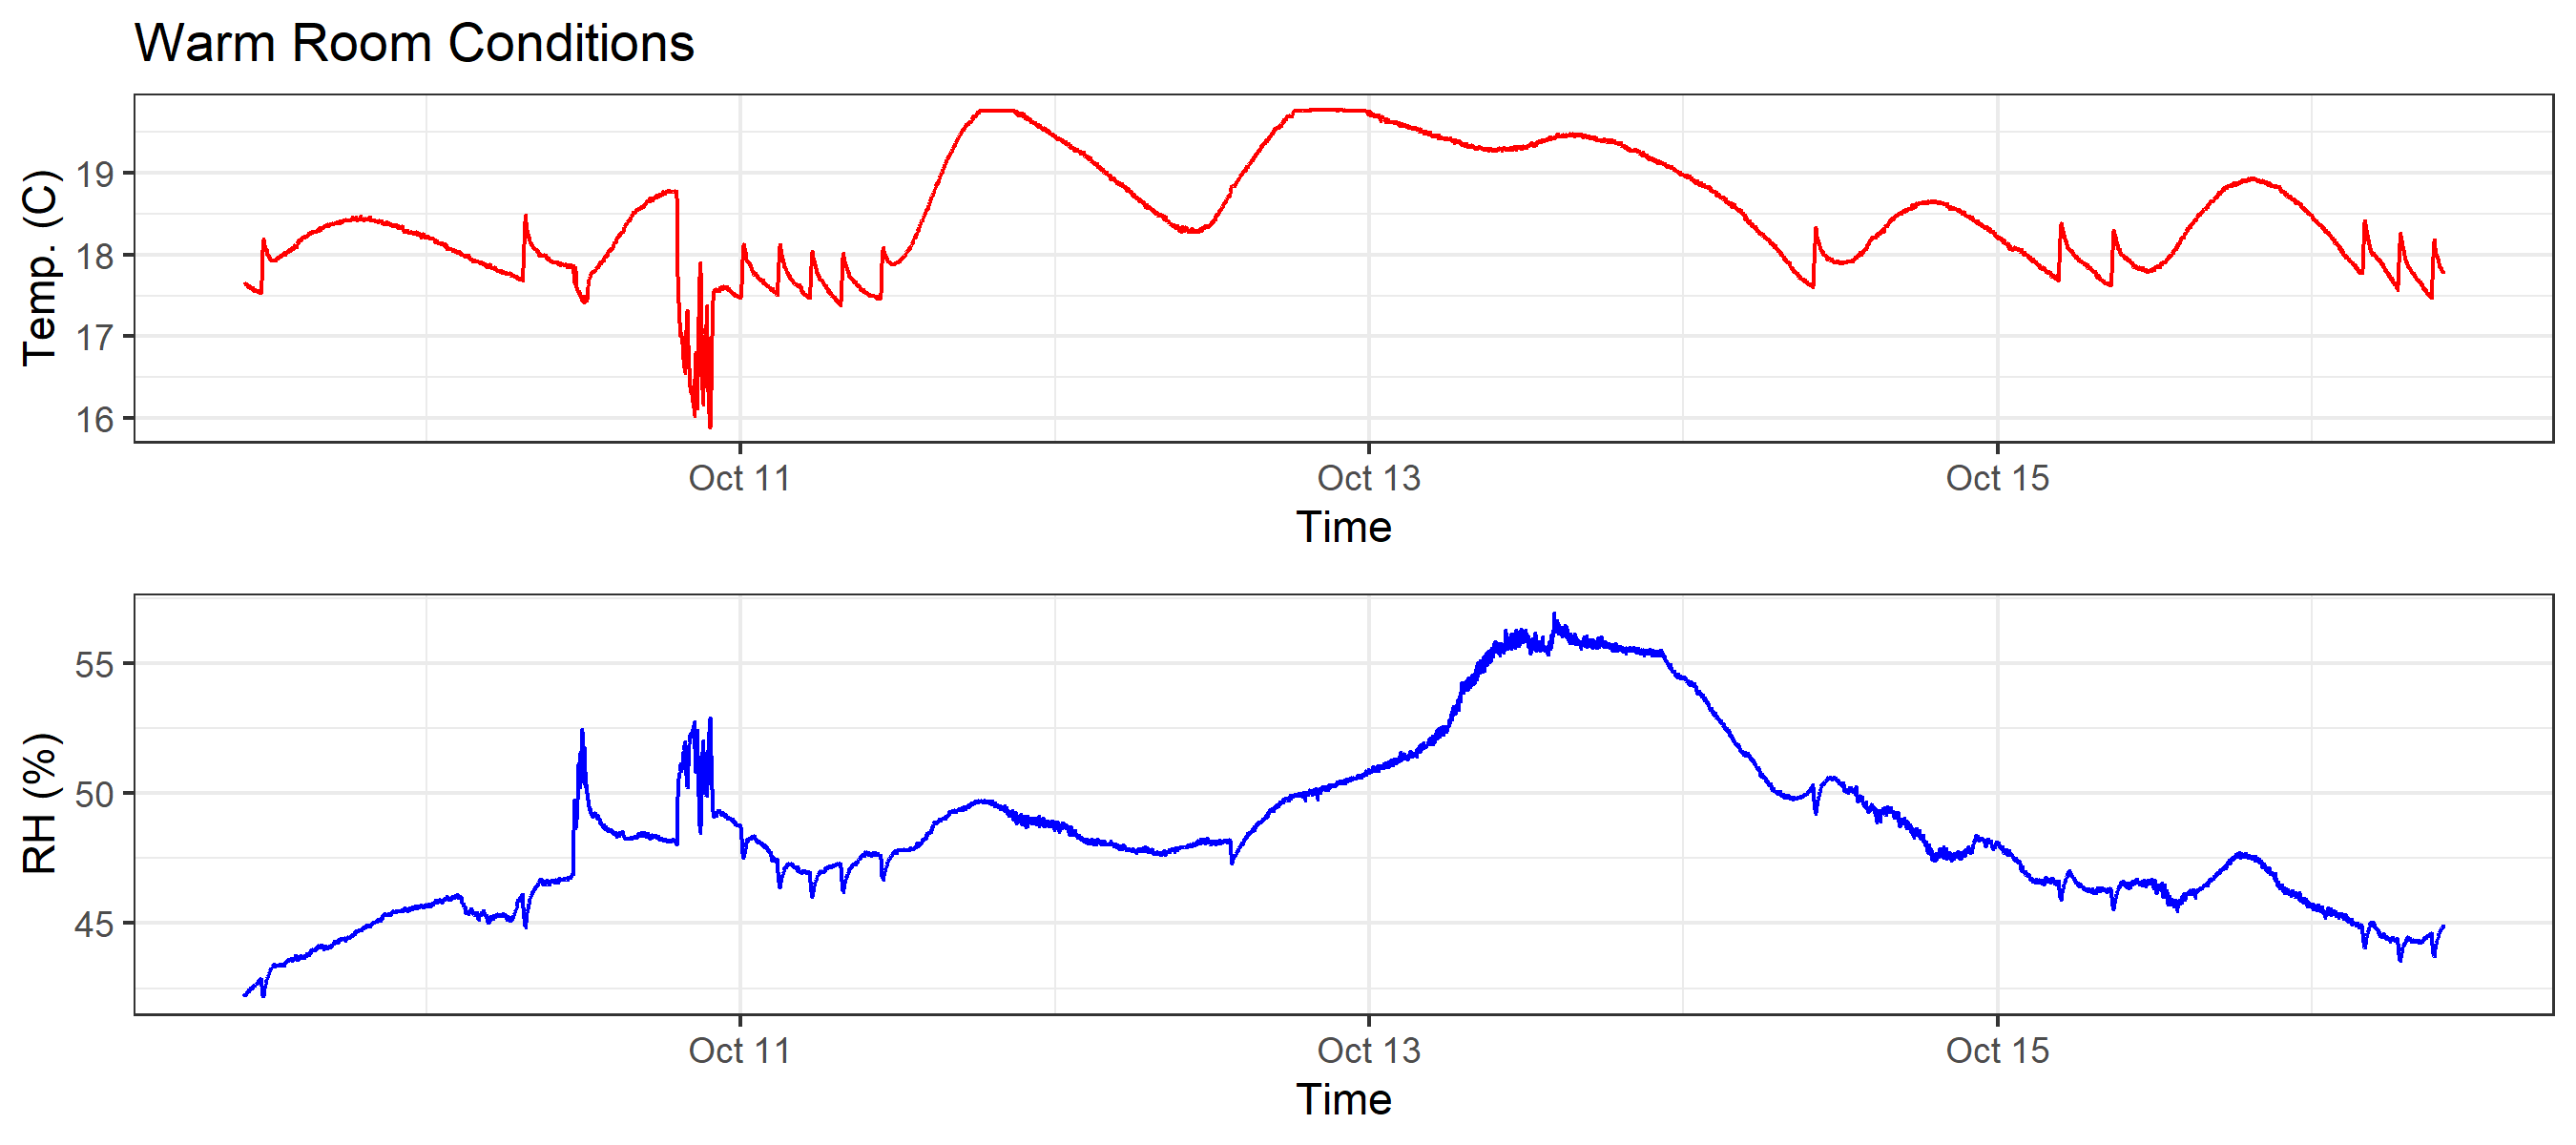 Warm Room Conditions
Temp. (C)
19
18
17
16
Oct 11 Oct 13 Oct 15
Time
RH (%)
55
50
45
Oct 11 Oct 13 Oct 15
Time